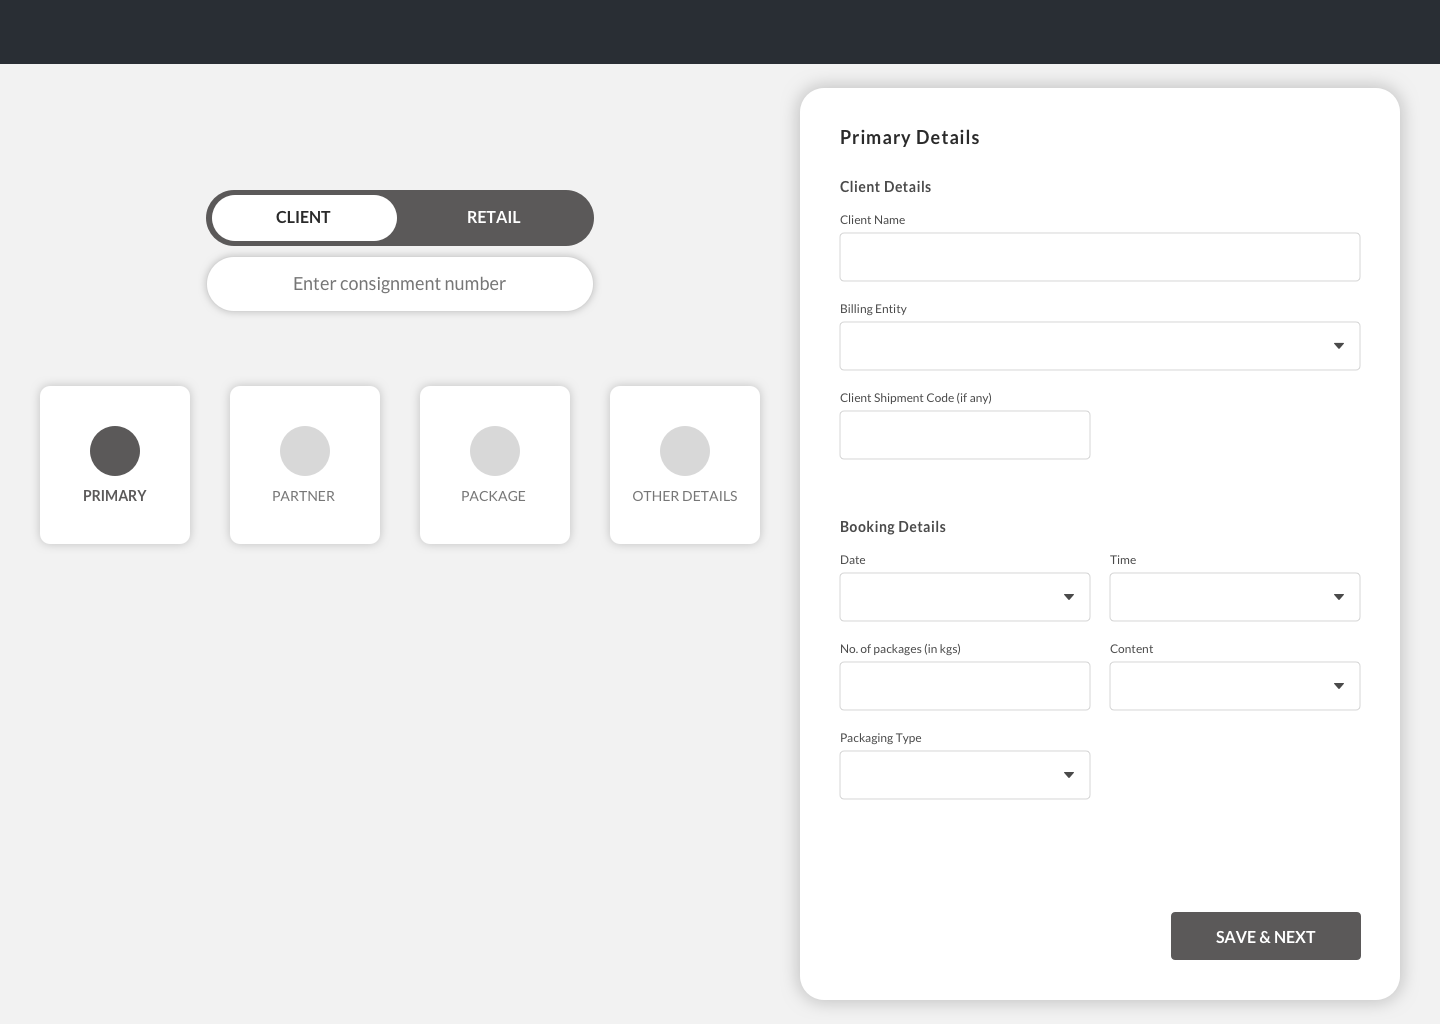 CLIENT
RETAIL
Enter consignment number
PRIMARY
PARTNER
PACKAGE
OTHER DETAILS
Primary Details
Client Details
Client Name
Billing Entity
Client Shipment Code (if any)
Booking Details
Date
Time
No. of packages (in kgs)
Content
Packaging Type
SAVE & NEXT